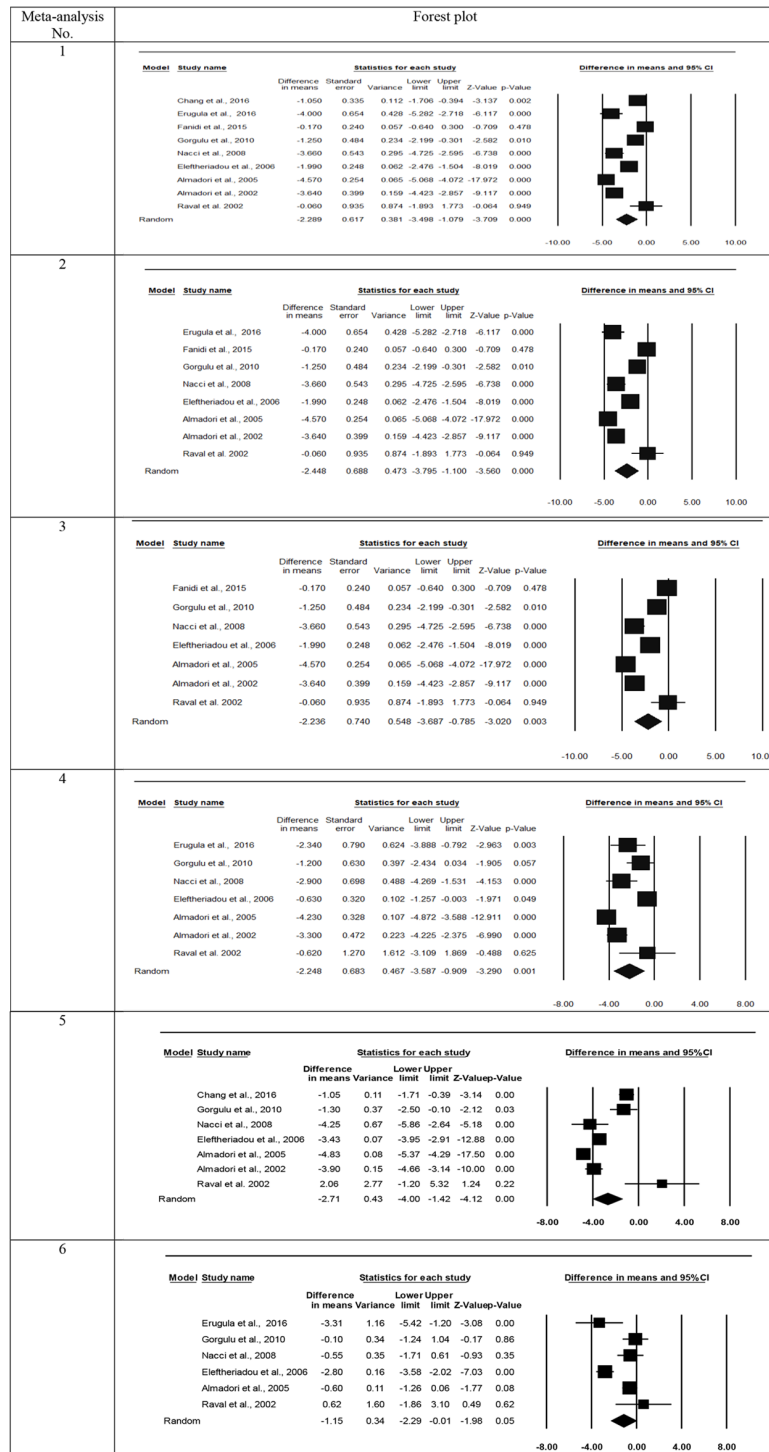 Meta-analysis No. Forest plot
1
Model Study name Statistics for each study Difference in means and 95% CI
Difference Standard Lower Upper
in means error Variance limit limit Z-Value p-Value
Chang et al., 2016 -1.050 0.335 0.112 -1.706 -0.394 -3.137 0.002
Erugula et al., 2016 -4.000 0.654 0.428 -5.282 -2.718 -6.117 0.000
Fanidi et al., 2015 -0.170 0.240 0.057 -0.640 0.300 -0.709 0.478
Gorgulu et al., 2010 -1.250 0.484 0.234 -2.199 -0.301 -2.582 0.010
Nacci et al., 2008 -3.660 0.543 0.295 -4.725 -2.595 -6.738 0.000
Eleftheriadou et al., 2006 -1.990 0.248 0.062 -2.476 -1.504 -8.019 0.000
Almadori et al., 2005 -4.570 0.254 0.065 -5.068 -4.072 -17.972 0.000
Almadori et al., 2002 -3.640 0.399 0.159 -4.423 -2.857 -9.117 0.000
Raval et al. 2002 -0.060 0.935 0.874 -1.893 1.773 -0.064 0.949
Random -2.289 0.617 0.381 -3.498 -1.079 -3.709 0.000
-10.00 -5.00 0.00 5.00 10.00
2
Model Study name Statistics for each study Difference in means and 95% CI
Difference Standard Lower Upper
in means error Variance limit limit Z-Value p-Value
Erugula et al., 2016 -4.000 0.654 0.428 -5.282 -2.718 -6.117 0.000
Fanidi et al., 2015 -0.170 0.240 0.057 -0.640 0.300 -0.709 0.478
Gorgulu et al., 2010 -1.250 0.484 0.234 -2.199 -0.301 -2.582 0.010
Nacci et al., 2008 -3.660 0.543 0.295 -4.725 -2.595 -6.738 0.000
Eleftheriadou et al., 2006 -1.990 0.248 0.062 -2.476 -1.504 -8.019 0.000
Almadori et al., 2005 -4.570 0.254 0.065 -5.068 -4.072 -17.972 0.000
Almadori et al., 2002 -3.640 0.399 0.159 -4.423 -2.857 -9.117 0.000
Raval et al. 2002 -0.060 0.935 0.874 -1.893 1.773 -0.064 0.949
Random -2.448 0.688 0.473 -3.795 -1.100 -3.560 0.000
-10.00 -5.00 0.00 5.00 10.00
3
Model Study name Statistics for each study Difference in means and 95% CI
Difference Standard Lower Upper
in means error Variance limit limit Z-Value p-Value
Fanidi et al., 2015 -0.170 0.240 0.057 -0.640 0.300 -0.709 0.478
Gorgulu et al., 2010 -1.250 0.484 0.234 -2.199 -0.301 -2.582 0.010
Nacci et al., 2008 -3.660 0.543 0.295 -4.725 -2.595 -6.738 0.000
Eleftheriadou et al., 2006 -1.990 0.248 0.062 -2.476 -1.504 -8.019 0.000
Almadori et al., 2005 -4.570 0.254 0.065 -5.068 -4.072 -17.972 0.000
Almadori et al., 2002 -3.640 0.399 0.159 -4.423 -2.857 -9.117 0.000
Raval et al. 2002 -0.060 0.935 0.874 -1.893 1.773 -0.064 0.949
Random -2.236 0.740 0.548 -3.687 -0.785 -3.020 0.003
-10.00 -5.00 0.00 5.00 10.00
4
Model Study name Statistics for each study Difference in means and 95% CI
Difference Standard Lower Upper
in means error Variance limit limit Z-Value p-Value
Erugula et al., 2016 -2.340 0.790 0.624 -3.888 -0.792 -2.963 0.003
Gorgulu et al., 2010 -1.200 0.630 0.397 -2.434 0.034 -1.905 0.057
Nacci et al., 2008 -2.900 0.698 0.488 -4.269 -1.531 -4.153 0.000
Eleftheriadou et al., 2006 -0.630 0.320 0.102 -1.257 -0.003 -1.971 0.049
Almadori et al., 2005 -4.230 0.328 0.107 -4.872 -3.588 -12.911 0.000
Almadori et al., 2002 -3.300 0.472 0.223 -4.225 -2.375 -6.990 0.000
Raval et al. 2002 -0.620 1.270 1.612 -3.109 1.869 -0.488 0.625
Random -2.248 0.683 0.467 -3.587 -0.909 -3.290 0.001
-8.00 -4.00 0.00 4.00 8.00
5
Model Study name Statistics for each study Difference in means and 95%CI
Difference Lower Upper
in means Variance limit limit Z-Valuep-Value
Chang et al., 2016 -1.05 0.11 -1.71 -0.39 -3.14 0.00
Gorgulu et al., 2010 -1.30 0.37 -2.50 -0.10 -2.12 0.03
Nacci et al., 2008 -4.25 0.67 -5.86 -2.64 -5.18 0.00
Eleftheriadou et al., 2006 -3.43 0.07 -3.95 -2.91 -12.88 0.00
Almadori et al., 2005 -4.83 0.08 -5.37 -4.29 -17.50 0.00
Almadori et al., 2002 -3.90 0.15 -4.66 -3.14 -10.00 0.00
Raval et al. 2002 2.06 2.77 -1.20 5.32 1.24 0.22
Random -2.71 0.43 -4.00 -1.42 -4.12 0.00
-8.00 -4.00 0.00 4.00 8.00
6
Model Study name Statistics for each study Difference in means and 95%CI
Difference Lower Upper
in means Variance limit limit Z-Value p-Value
Erugula et al., 2016 -3.31 1.16 -5.42 -1.20 -3.08 0.00
Gorgulu et al., 2010 -0.10 0.34 -1.24 1.04 -0.17 0.86
Nacci et al., 2008 -0.55 0.35 -1.71 0.61 -0.93 0.35
Eleftheriadou et al., 2006 -2.80 0.16 -3.58 -2.02 -7.03 0.00
Almadori et al., 2005 -0.60 0.11 -1.26 0.06 -1.77 0.08
Raval et al., 2002 0.62 1.60 -1.86 3.10 0.49 0.62
Random -1.15 0.34 -2.29 -0.01 -1.98 0.05
-8.00 -4.00 0.00 4.00 8.00